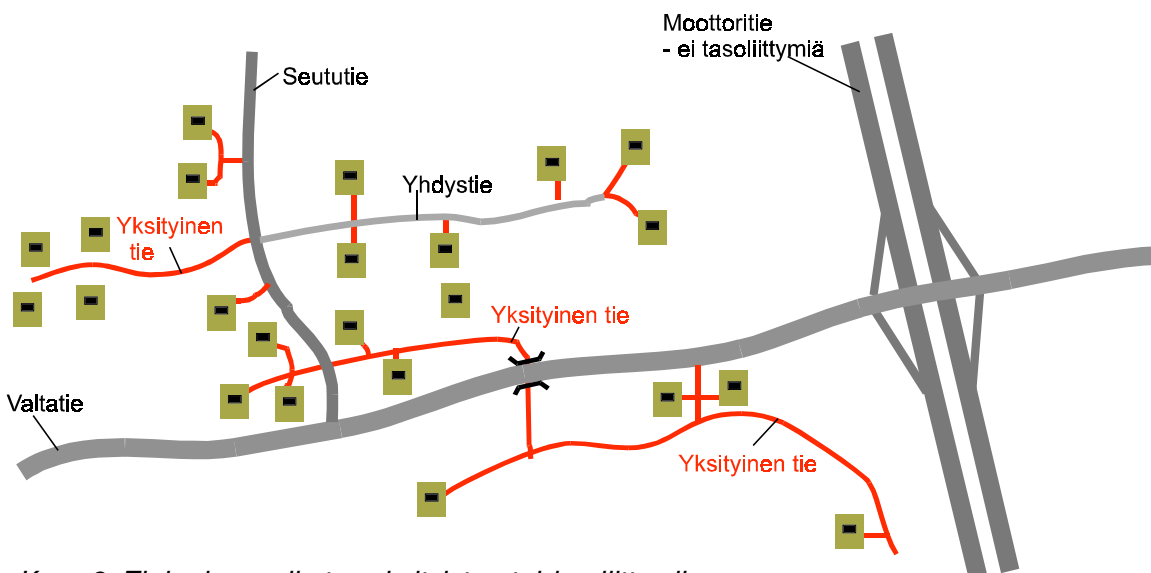 Moottoritie
- ei tasoliittymiä
Seututie
Yhdystie
Yksityinen
tie
Yksityinen tie
Valtatie
Yksityinen tie